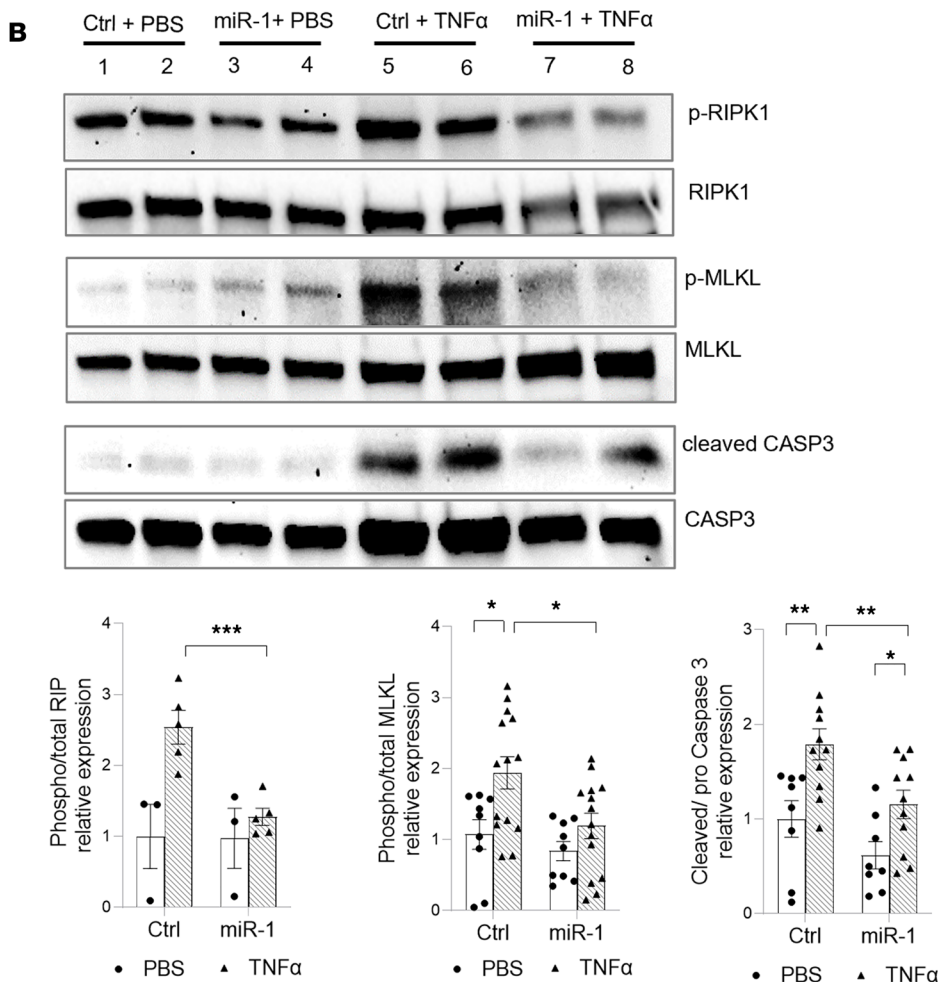 B
Ctrl + PBS miR-1+ PBS Ctrl + TNFα miR-1 + TNFα
1 2 3 4 5 6 7 8
p-RIPK1
RIPK1
p-MLKL
MLKL
cleaved CASP3
CASP3
Phospho/total RIP
relative expression
4
3
2
1
0
***
Ctrl miR-1
PBS TNFα
Phospho/total MLKL
relative expression
4
3
2
1
0
* *
Ctrl miR-1
PBS TNFα
Cleaved/ pro Caspase 3
relative expression
3
2
1
0
** **
*
Ctrl miR-1
PBS TNFα